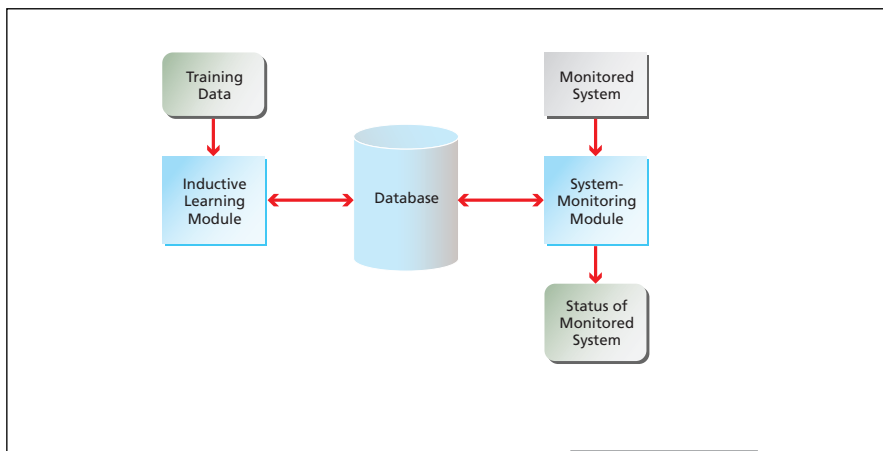 Training
Data
Monitored
System
Inductive
Learning
Module
Database
System-
Monitoring
Module
Status of
Monitored
System